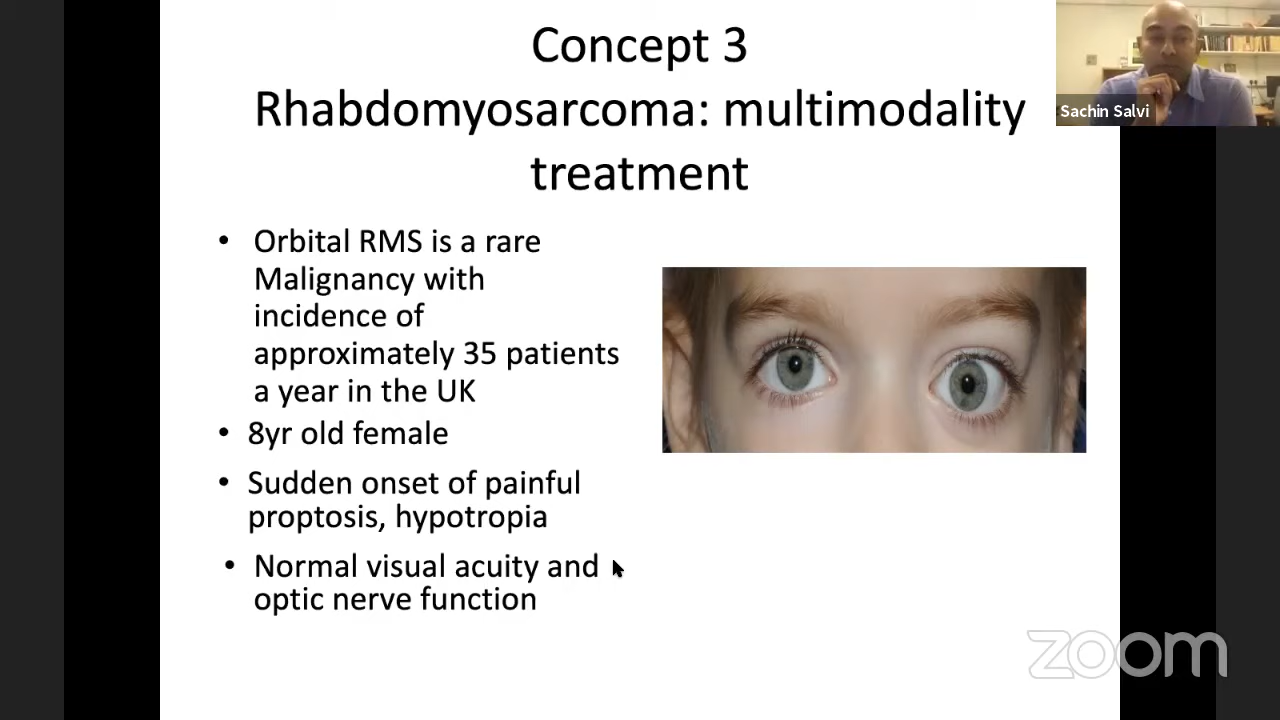 Concept 3
Rhabdomyosarcoma: multimodality
treatment
Sachin Salvi
• Orbital RMS is a rare
Malignancy with
incidence of
approximately 35 patients
a year in the UK
• 8yr old female
• Sudden onset of painful
proptosis, hypotropia
• Normal visual acuity and
optic nerve function
zoom